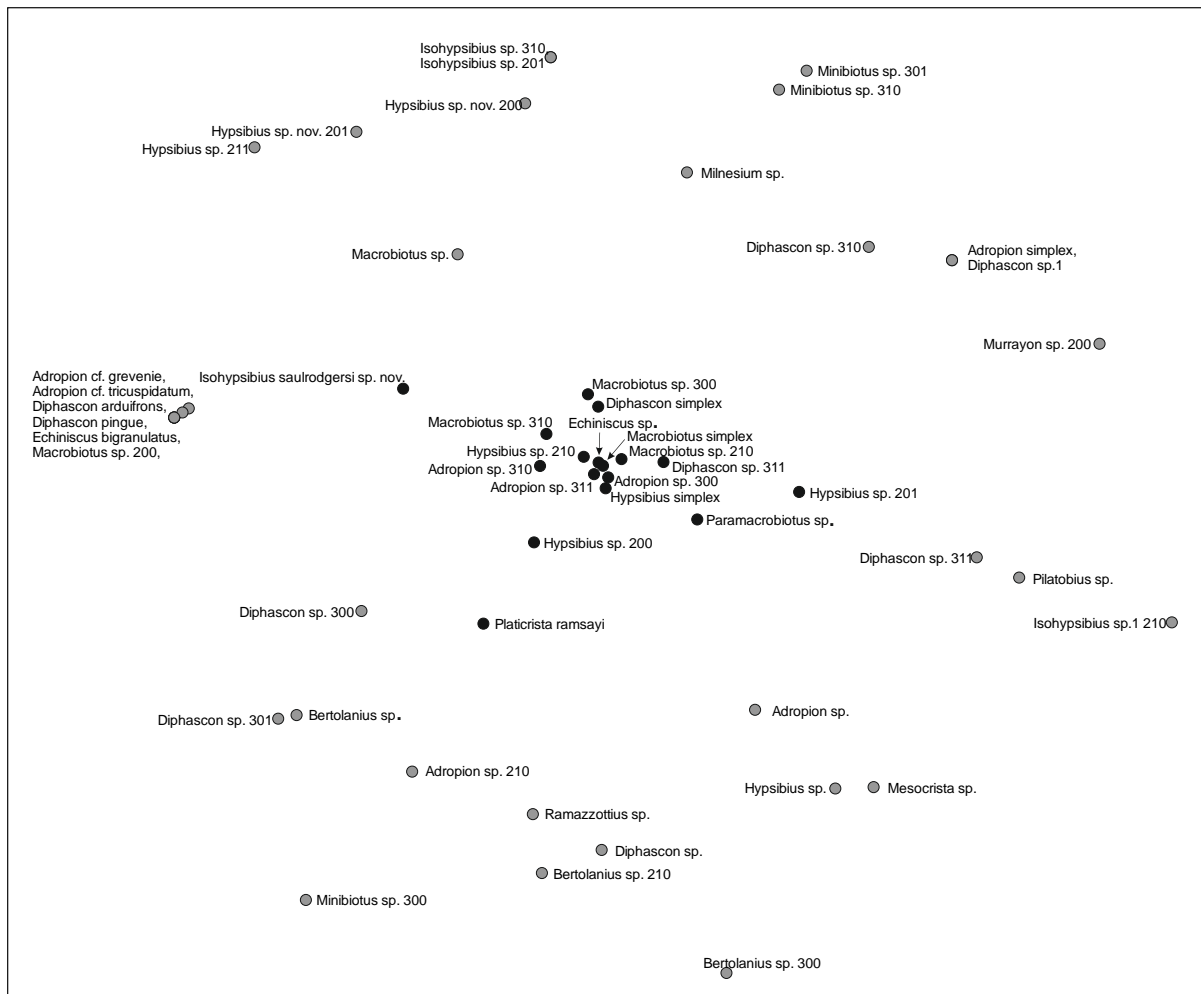 Isohypsibius sp. 310,
Isohypsibius sp. 201
Minibiotus sp. 301
Minibiotus sp. 310
Hypsibius sp. nov. 200
Hypsibius sp. nov. 201
Hypsibius sp. 211
Milnesium sp.
Macrobiotus sp.
Diphascon sp. 310
Adropion simplex,
Diphascon sp.1
Murrayon sp. 200
Adropion cf. grevenie,
Adropion cf. tricuspidatum,
Diphascon arduifrons,
Diphascon pingue,
Echiniscus bigranulatus,
Macrobiotus sp. 200,
Isohypsibius saulrodgersi sp. nov.
Macrobiotus sp. 300
Diphascon simplex
Echiniscus sp.
Macrobiotus sp. 310
Macrobiotus simplex
Hypsibius sp. 210
Macrobiotus sp. 210
Adropion sp. 310
Diphascon sp. 311
Adropion sp. 300
Adropion sp. 311
Hypsibius simplex
Hypsibius sp. 201
Paramacrobiotus sp.
Hypsibius sp. 200
Diphascon sp. 311
Pilatobius sp.
Diphascon sp. 300
Platicrista ramsayi
Isohypsibius sp.1 210
Diphascon sp. 301
Bertolanius sp.
Adropion sp.
Adropion sp. 210
Hypsibius sp.
Mesocrista sp.
Ramazzottius sp.
Diphascon sp.
Bertolanius sp. 210
Minibiotus sp. 300
Bertolanius sp. 300